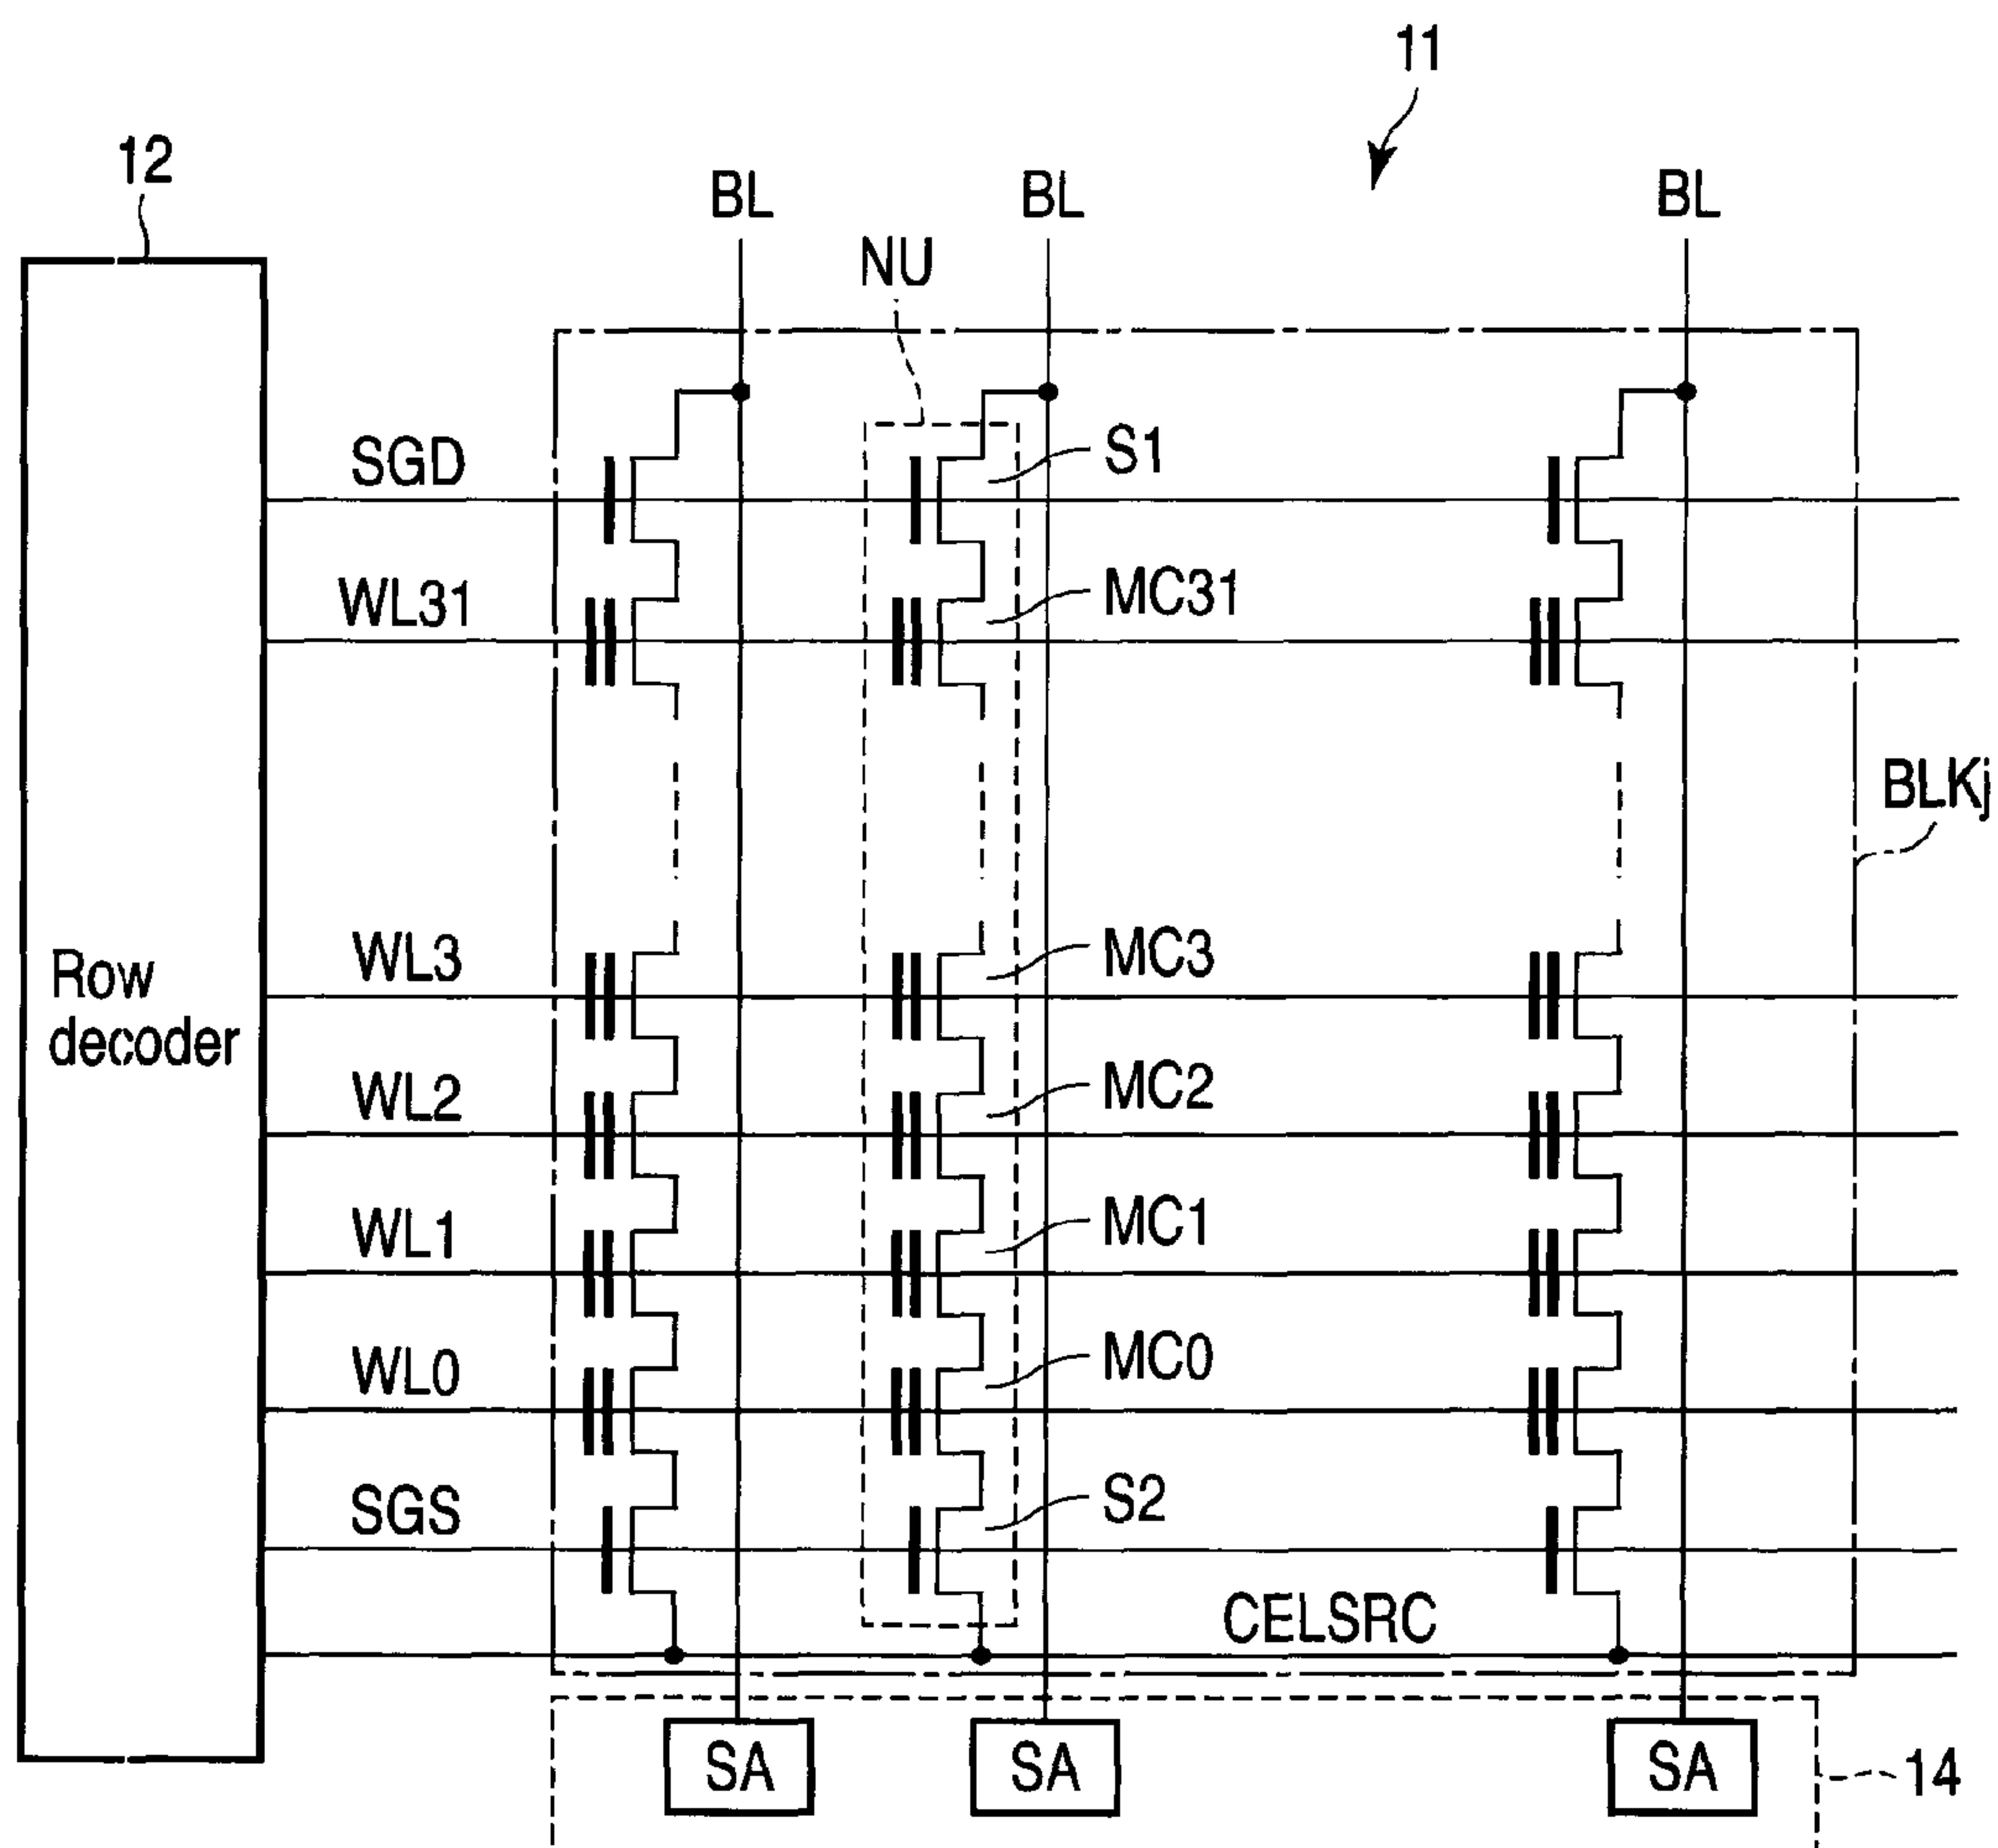 11
12
BL
BL
BL
NU
SGD
S1
WL31
MC31
BLKj
WL3
MC3
Row
decoder
WL2
MC2
WL1
MC1
WL0
MC0
SGS
S2
CELSRC
SA
SA
SA
14